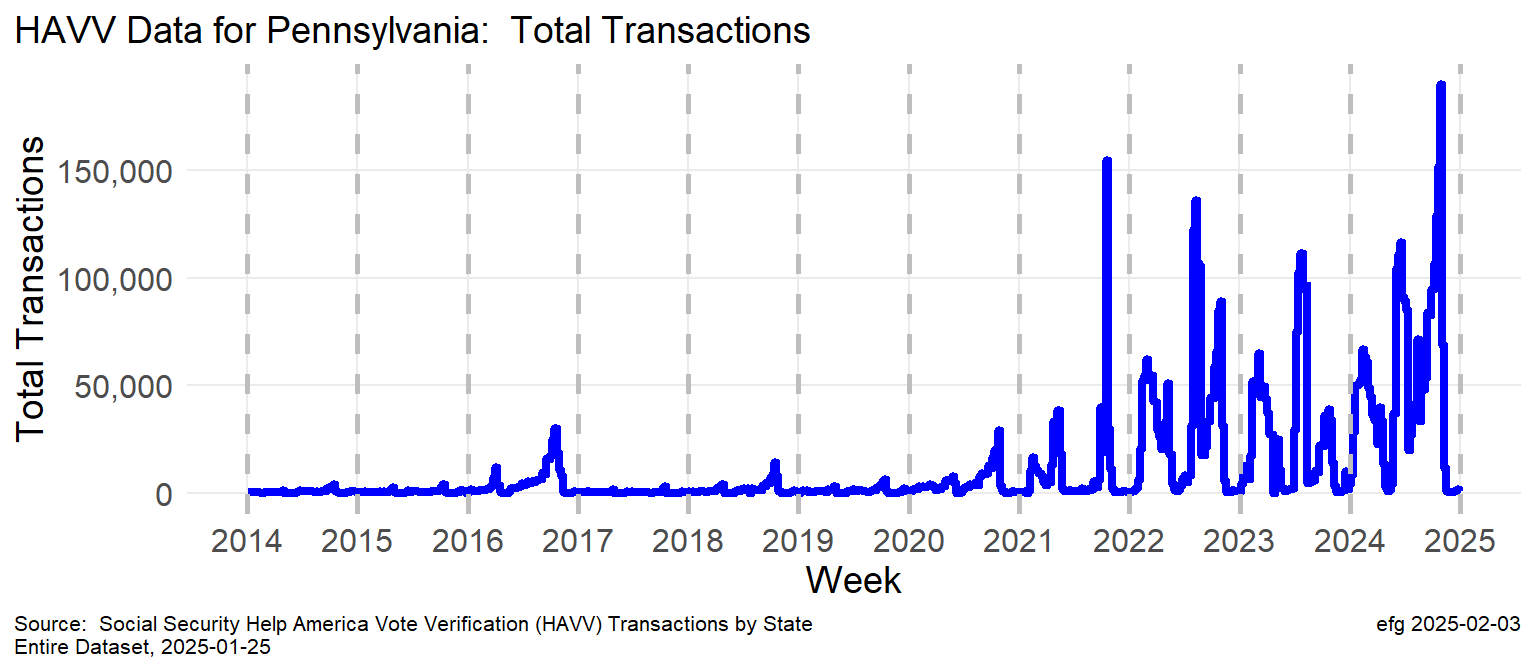 HAVV Data for Pennsylvania:  Total Transactions
Total Transactions
150,000
100,000
50,000
0
2014 2015 2016 2017 2018 2019 2020 2021 2022 2023 2024 2025
Week
Source:  Social Security Help America Vote Verification (HAVV) Transactions by State
Entire Dataset, 2025-01-25
efg 2025-02-03